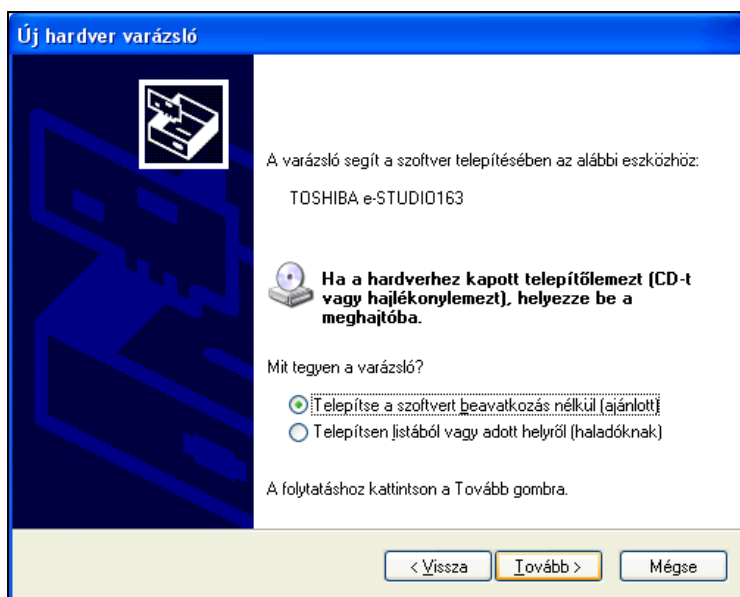 Új hardver varázsló
A varázsló segít a szoftver telepítésében az alábbi eszközhöz:
TOSHIBA e-STUDIO163
Ha a hardverhez kapott telepítőlemezt (CD-t
vagy hajlékonylemezt), helyezze be a
meghajtóba.
Mit tegyen a varázsló?
Telepítse a szoftvert beavatkozás nélkül (ajánlott)
Telepítsen listából vagy adott helyről (haladóknak)
A folytatáshoz kattintson a Tovább gombra.
< Vissza
Tovább >
Mégse